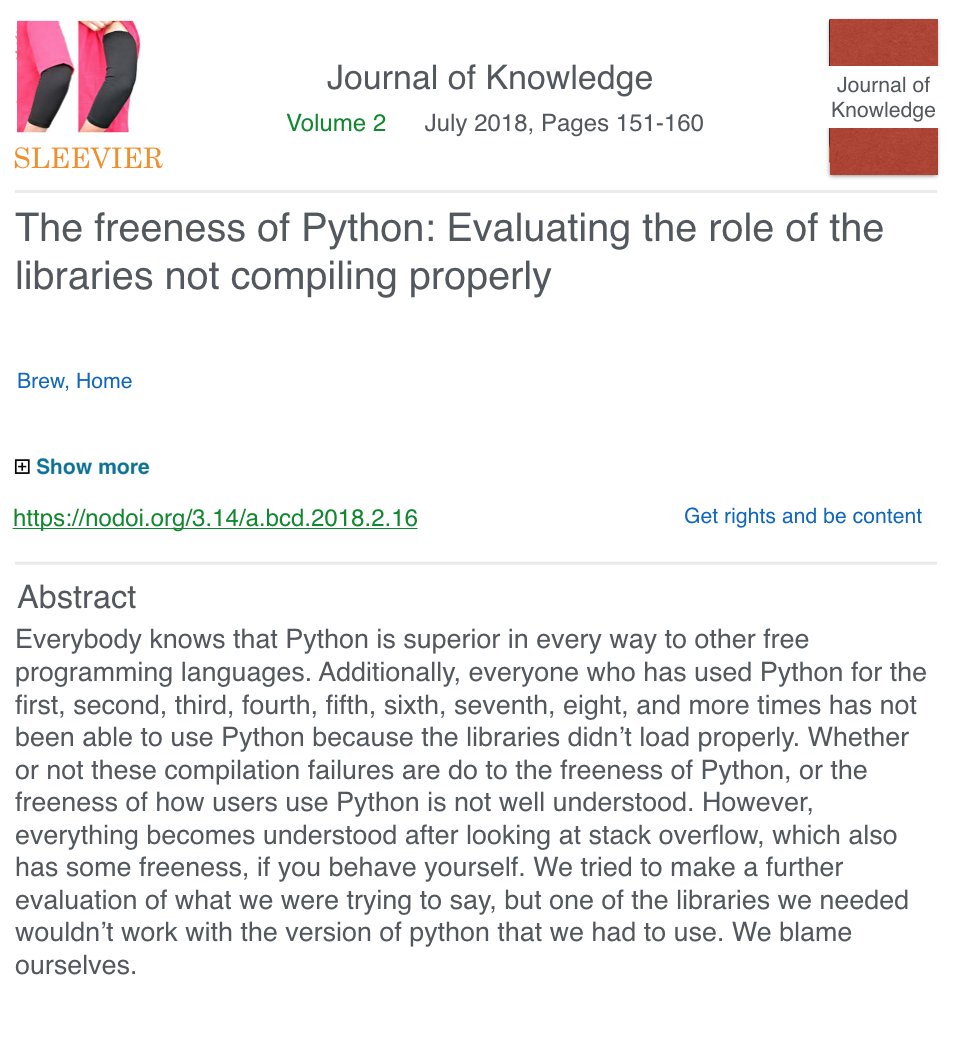 Journal of Knowledge
Volume 2 July 2018, Pages 151-160
Journal of
Knowledge
SLEEVIER
The freeness of Python: Evaluating the role of the
libraries not compiling properly
Brew, Home
Show more
https://nodoi.org/3.14/a.bcd.2018.2.16
Get rights and be content
Abstract
Everybody knows that Python is superior in every way to other free
programming languages. Additionally, everyone who has used Python for the
first, second, third, fourth, fifth, sixth, seventh, eight, and more times has not
been able to use Python because the libraries didn’t load properly. Whether
or not these compilation failures are do to the freeness of Python, or the
freeness of how users use Python is not well understood. However,
everything becomes understood after looking at stack overflow, which also
has some freeness, if you behave yourself. We tried to make a further
evaluation of what we were trying to say, but one of the libraries we needed
wouldn’t work with the version of python that we had to use. We blame
ourselves.